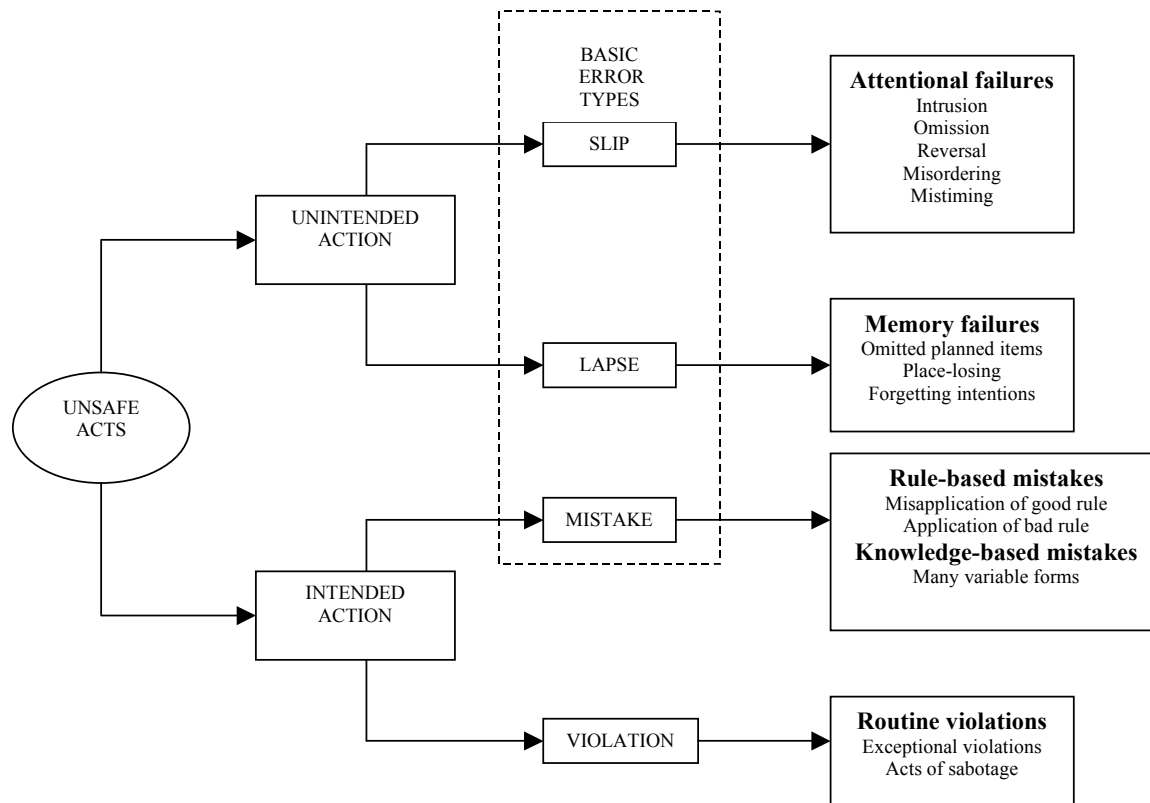 BASIC
ERROR
TYPES
SLIP
Attentional failures
Intrusion
Omission
Reversal
Misordering
Mistiming
UNINTENDED
ACTION
LAPSE
Memory failures
Omitted planned items
Place-losing
Forgetting intentions
UNSAFE
ACTS
MISTAKE
Rule-based mistakes
Misapplication of good rule
Application of bad rule
Knowledge-based mistakes
Many variable forms
INTENDED
ACTION
VIOLATION
Routine violations
Exceptional violations
Acts of sabotage